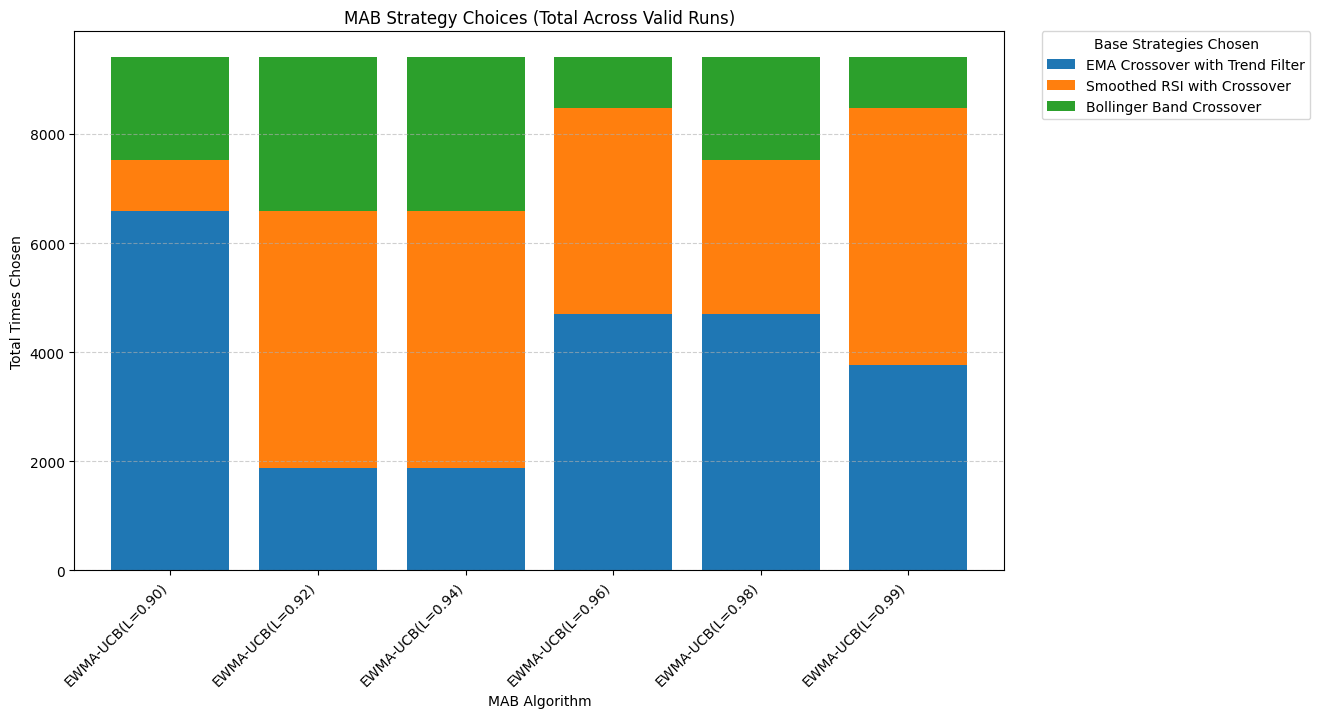 MAB Strategy Choices (Total Across Valid Runs)
Base Strategies Chosen
EMA Crossover with Trend Filter
Smoothed RSI with Crossover
Bollinger Band Crossover
Total Times Chosen
8000
6000
4000
2000
0
EWMA-UCB(L=0.90)
EWMA-UCB(L=0.92)
EWMA-UCB(L=0.94)
EWMA-UCB(L=0.96)
EWMA-UCB(L=0.98)
EWMA-UCB(L=0.99)
MAB Algorithm